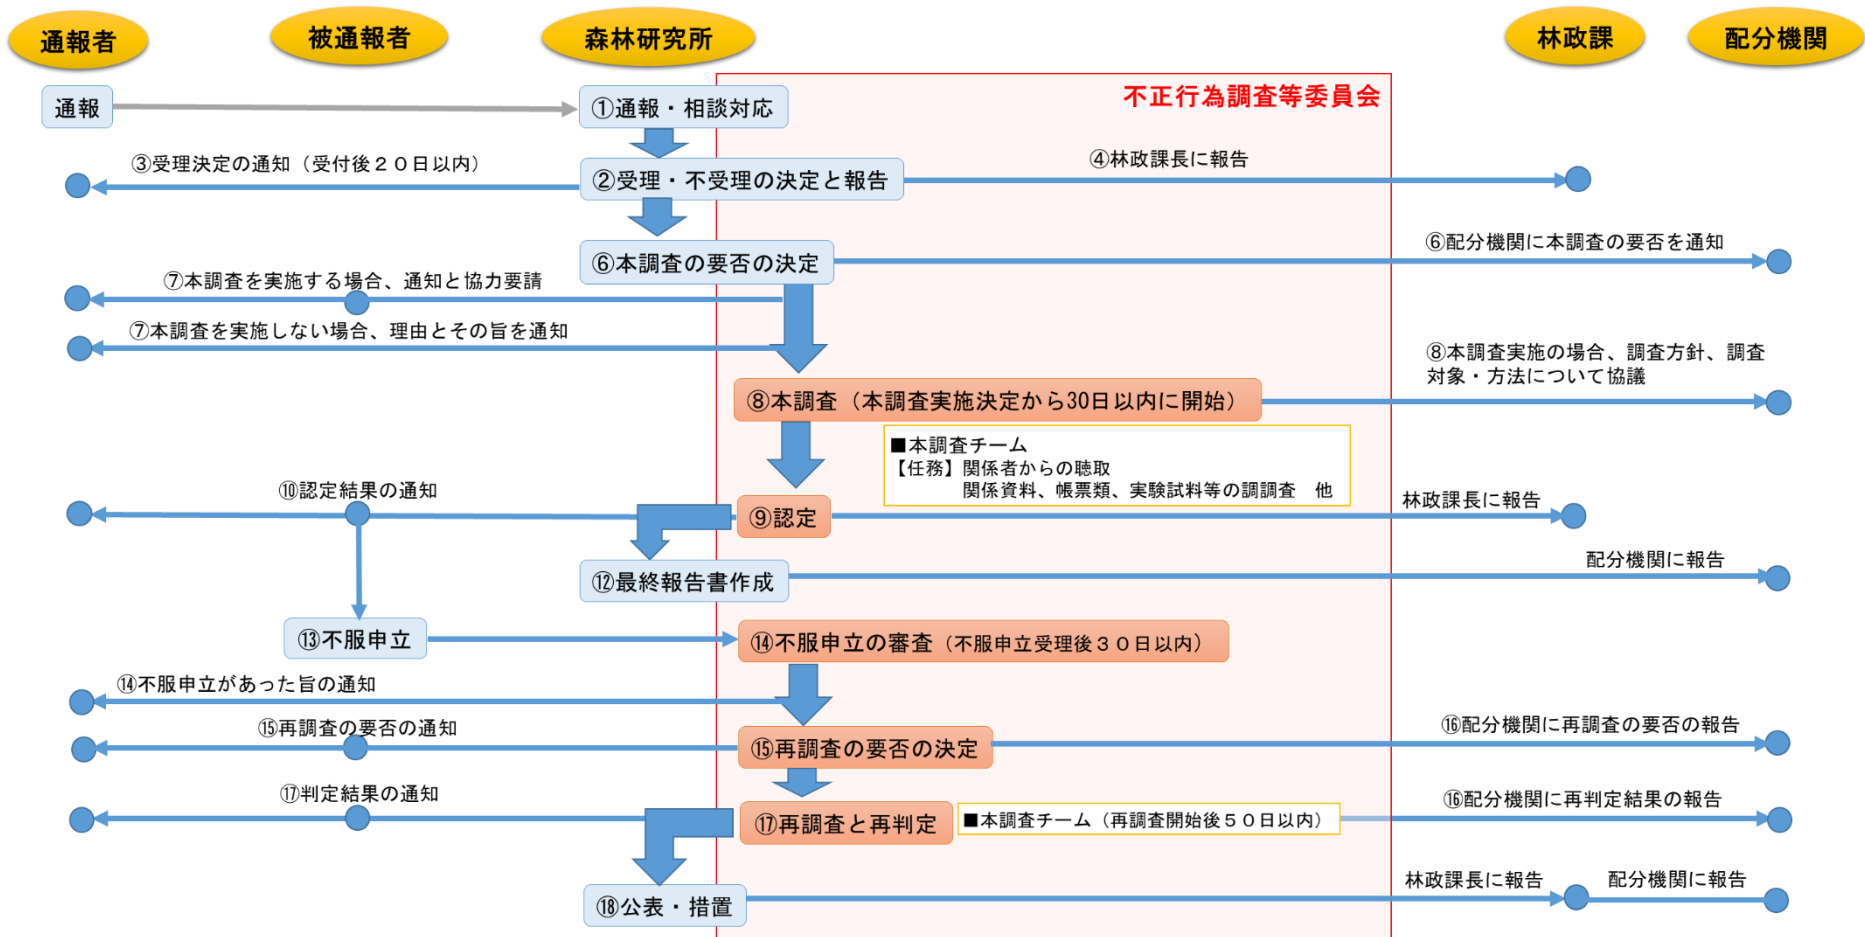 通報者
被通報者
森林研究所
林政課
配分機関
不正行為調査等委員会
通報
①通報・相談対応
③受理決定の通知（受付後２０日以内）
④林政課長に報告
②受理・不受理の決定と報告
⑥配分機関に本調査の要否を通知
⑥本調査の要否の決定
⑦本調査を実施する場合、通知と協力要請
⑦本調査を実施しない場合、理由とその旨を通知
⑧本調査実施の場合、調査方針、調査
対象・方法について協議
⑧本調査（本調査実施決定から30日以内に開始）
■本調査チーム
【任務】関係者からの聴取
関係資料、帳票類、実験試料等の調調査　他
⑩認定結果の通知
林政課長に報告
⑨認定
配分機関に報告
⑫最終報告書作成
⑬不服申立
⑭不服申立の審査（不服申立受理後３０日以内）
⑭不服申立があった旨の通知
⑮再調査の要否の通知
⑯配分機関に再調査の要否の報告
⑮再調査の要否の決定
⑰判定結果の通知
⑯配分機関に再判定結果の報告
⑰再調査と再判定
■本調査チーム（再調査開始後５０日以内）
林政課長に報告
配分機関に報告
⑱公表・措置